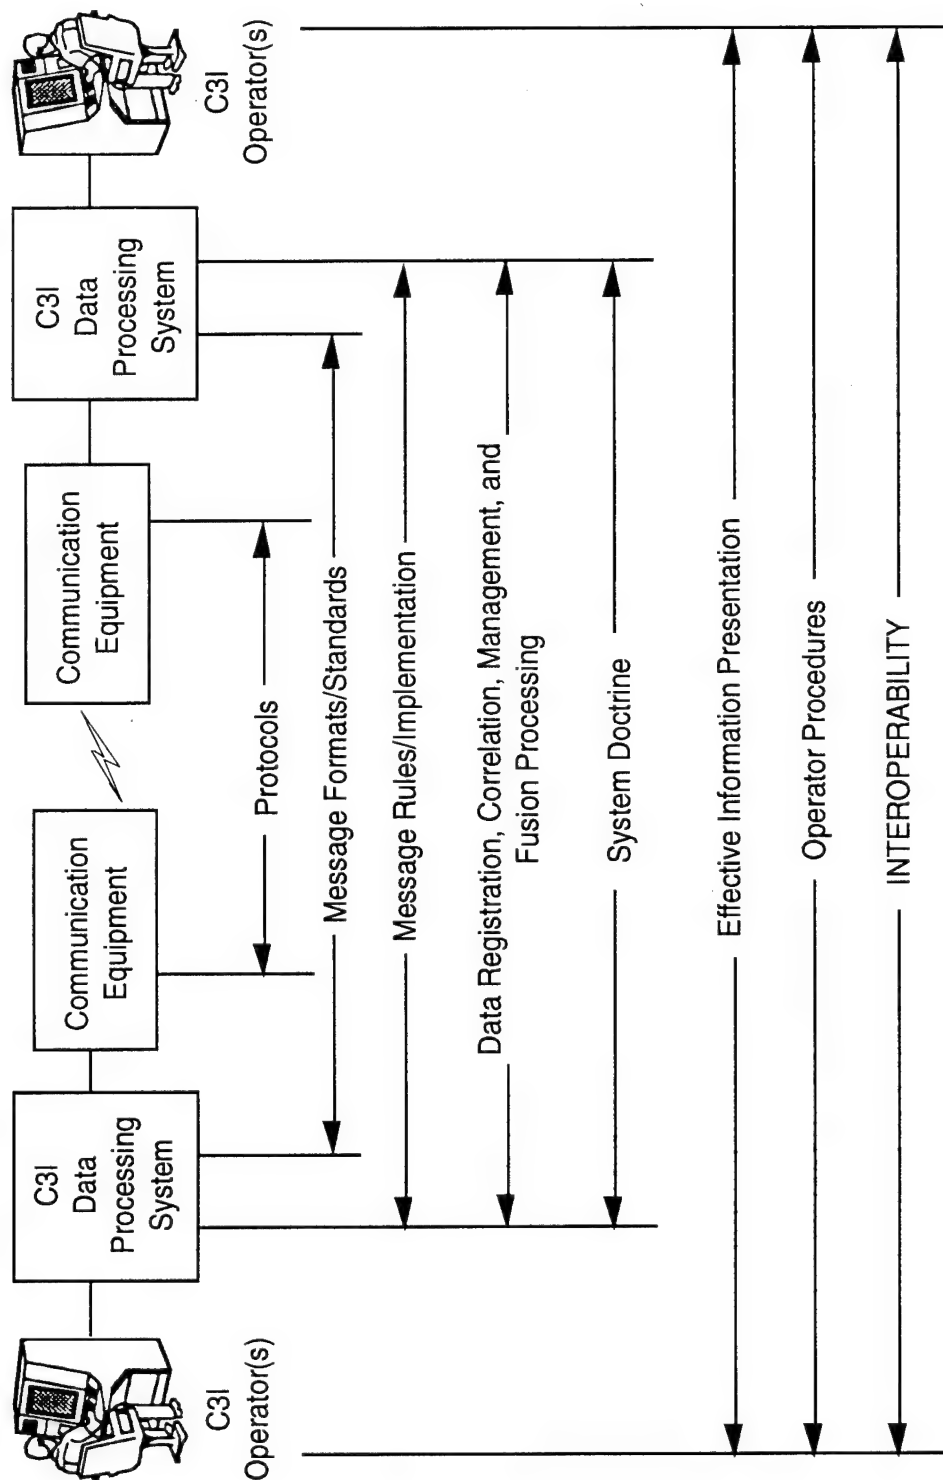 C3I
Operator(s)
C3I
Data
Processing
System
Communication
Equipment
Communication
Equipment
C3I
Data
Processing
System
C3I
Operator(s)
Protocols
Message Formats/Standards
Message Rules/Implementation
Data Registration, Correlation, Management, and
Fusion Processing
System Doctrine
Effective Information Presentation
Operator Procedures
INTEROPERABILITY